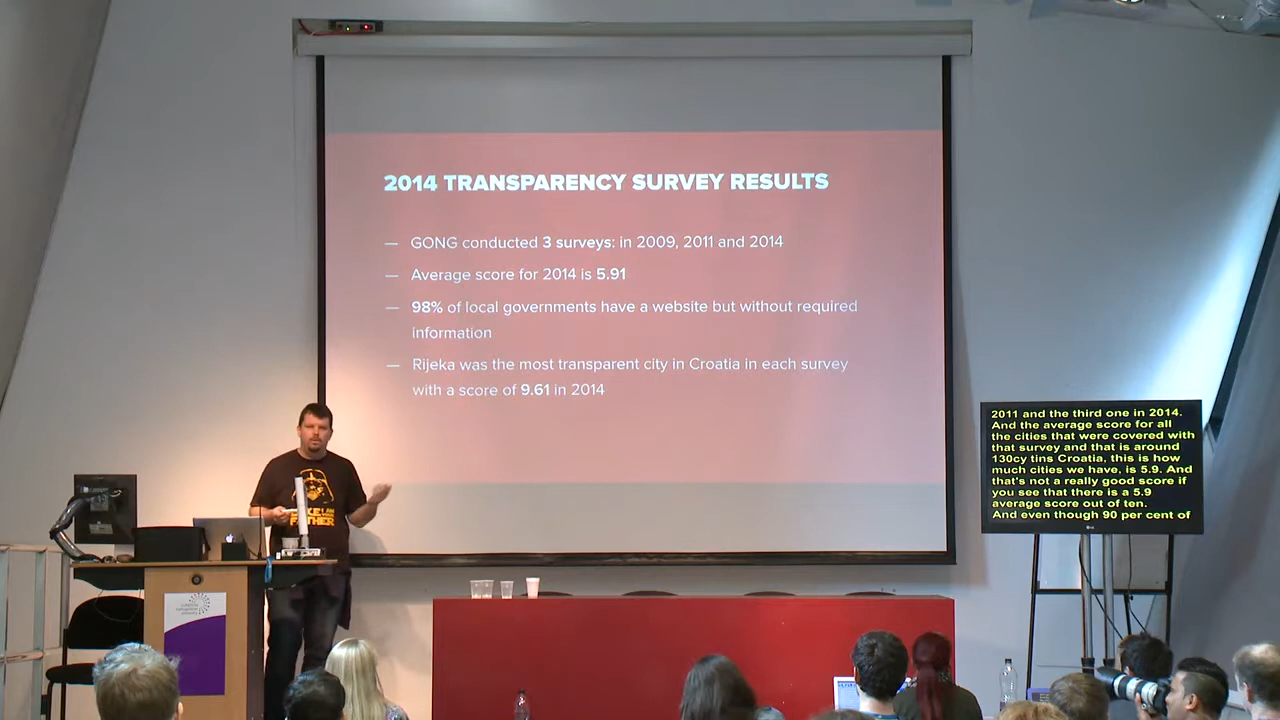 2014 TRANSPARENCY SURVEY RESULTS
— GONG conducted 3 surveys: in 2009, 2011 and 2014
— Average score for 2014 is 5.91
— 98% of local governments have a website but without required
information
— Rijeka was the most transparent city in Croatia in each survey
with a score of 9.61 in 2014
2011 and the third one in 2014.
And the average score for all
the cities that were covered with
that survey and that is around
130cy tins Croatia, this is how
much cities we have, is 5.9. And
that's not a really good score if
you see that there is a 5.9
average score out of ten.
And even though 90 per cent of
I AM
FATHER
LG